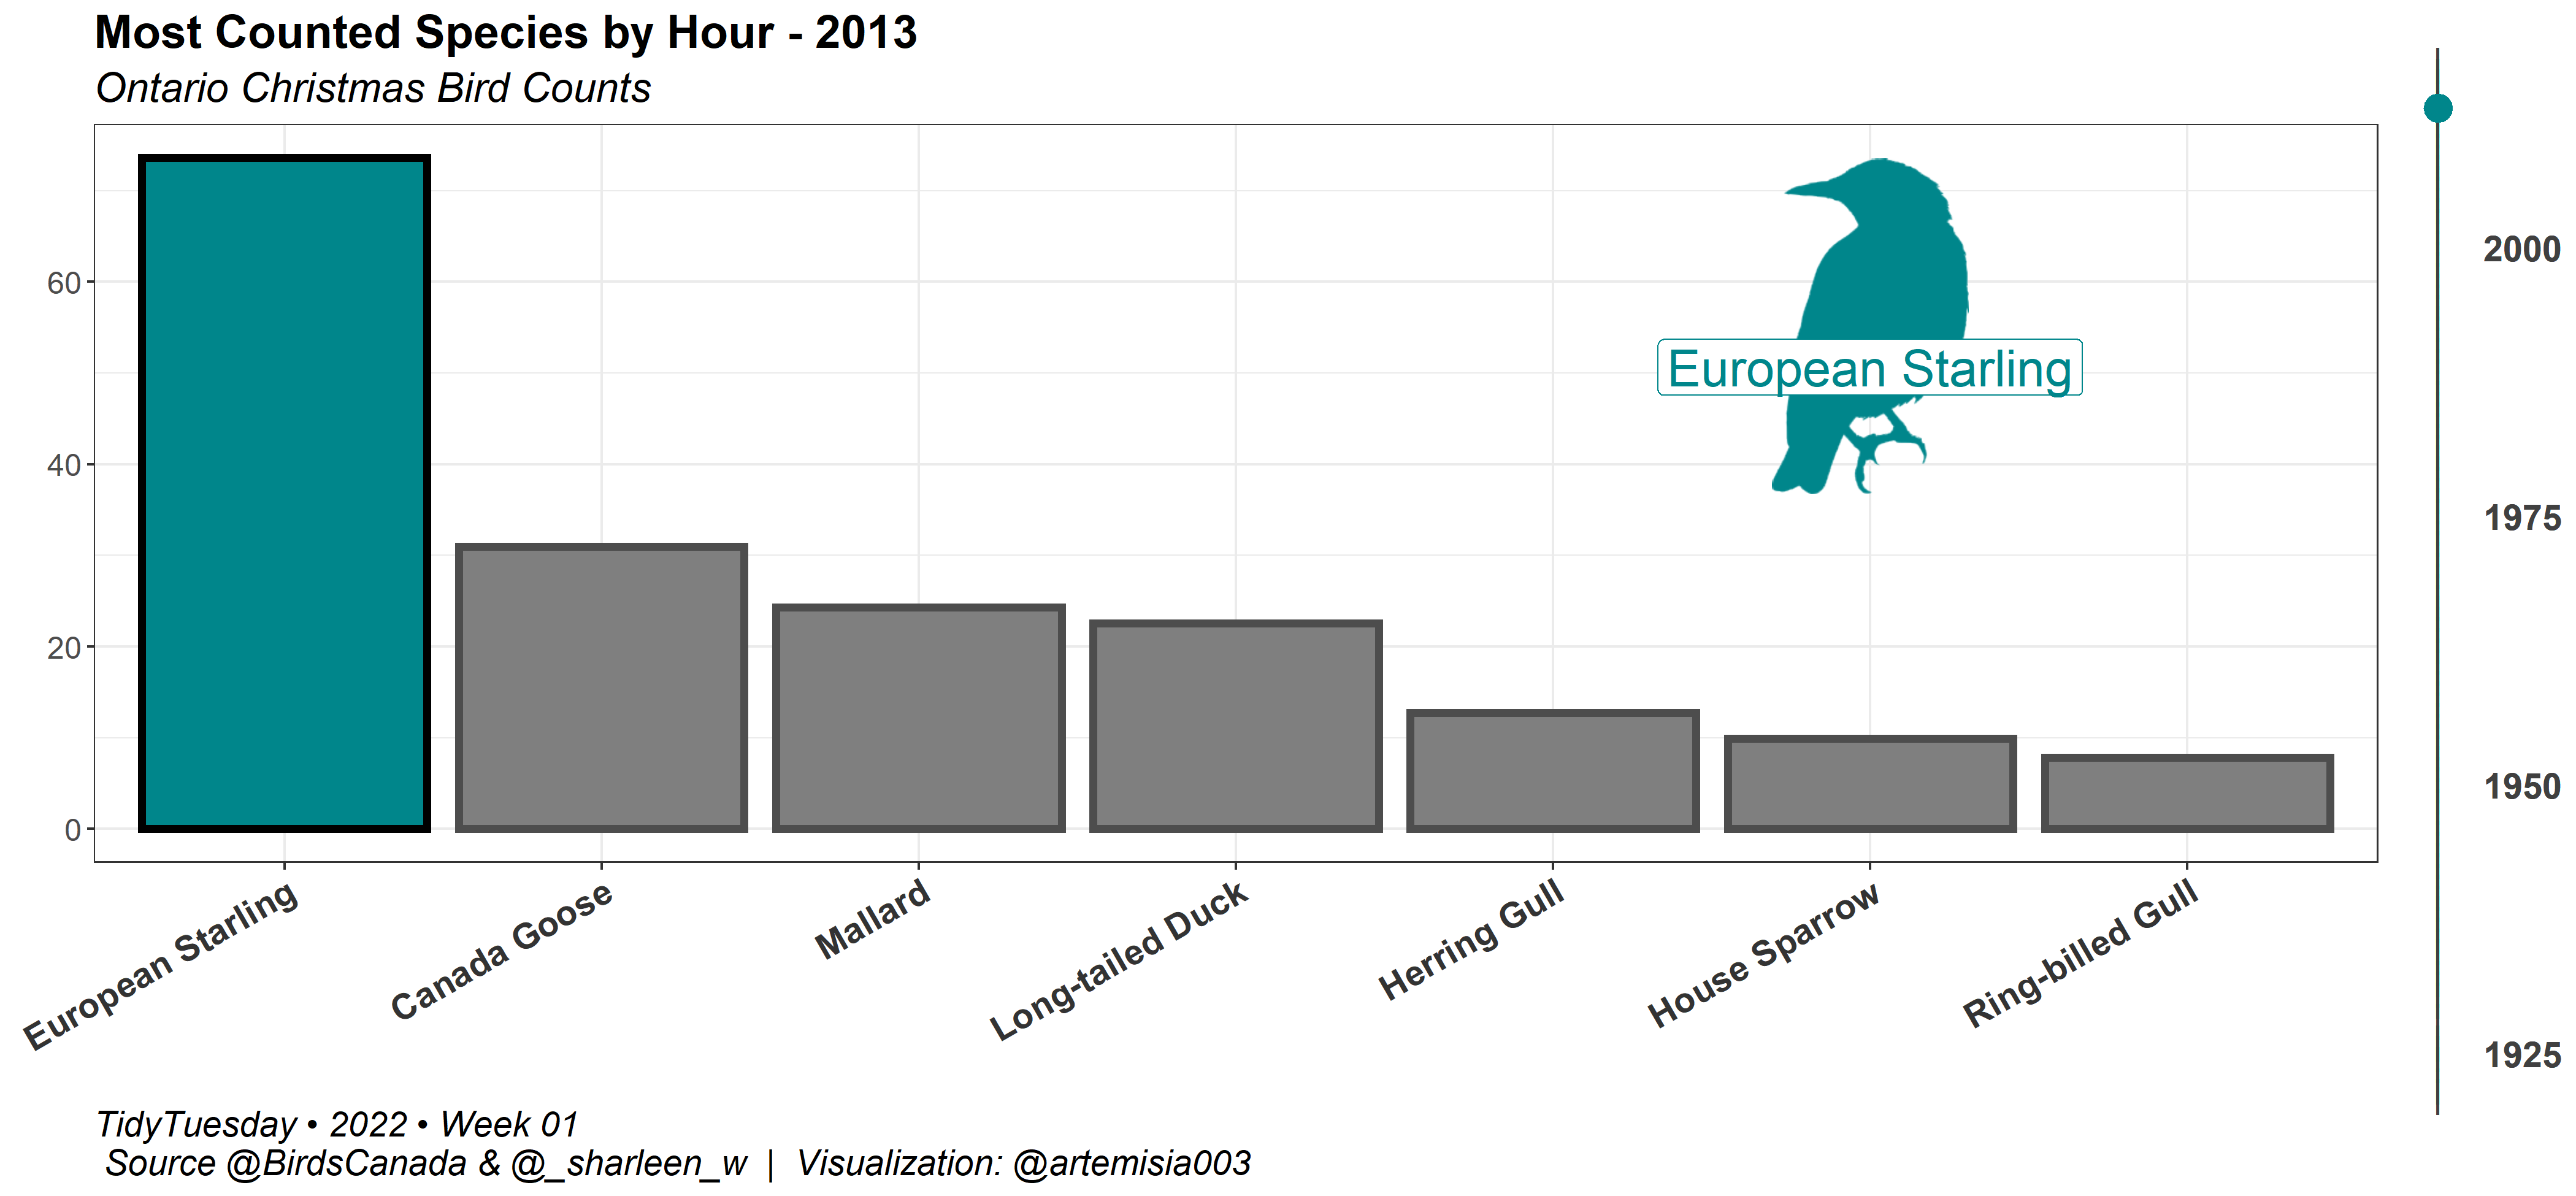 Most Counted Species by Hour - 2013
Ontario Christmas Bird Counts
60
40
20
0
European Starling
European Starling
Canada Goose
Mallard
Long-tailed Duck
Herring Gull
House Sparrow
Ring-billed Gull
2000
1975
1950
1925
TidyTuesday • 2022 • Week 01
Source @BirdsCanada & @_sharleen_w | Visualization: @artemisia003